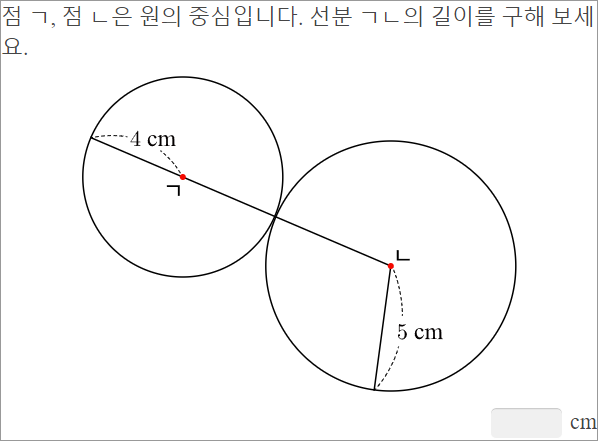 점 ㄱ, 점 ㄴ은 원의 중심입니다. 선분 ㄱㄴ의 길이를 구해 보세
요.
4 cm
ㄱ
ㄴ
5 cm
cm